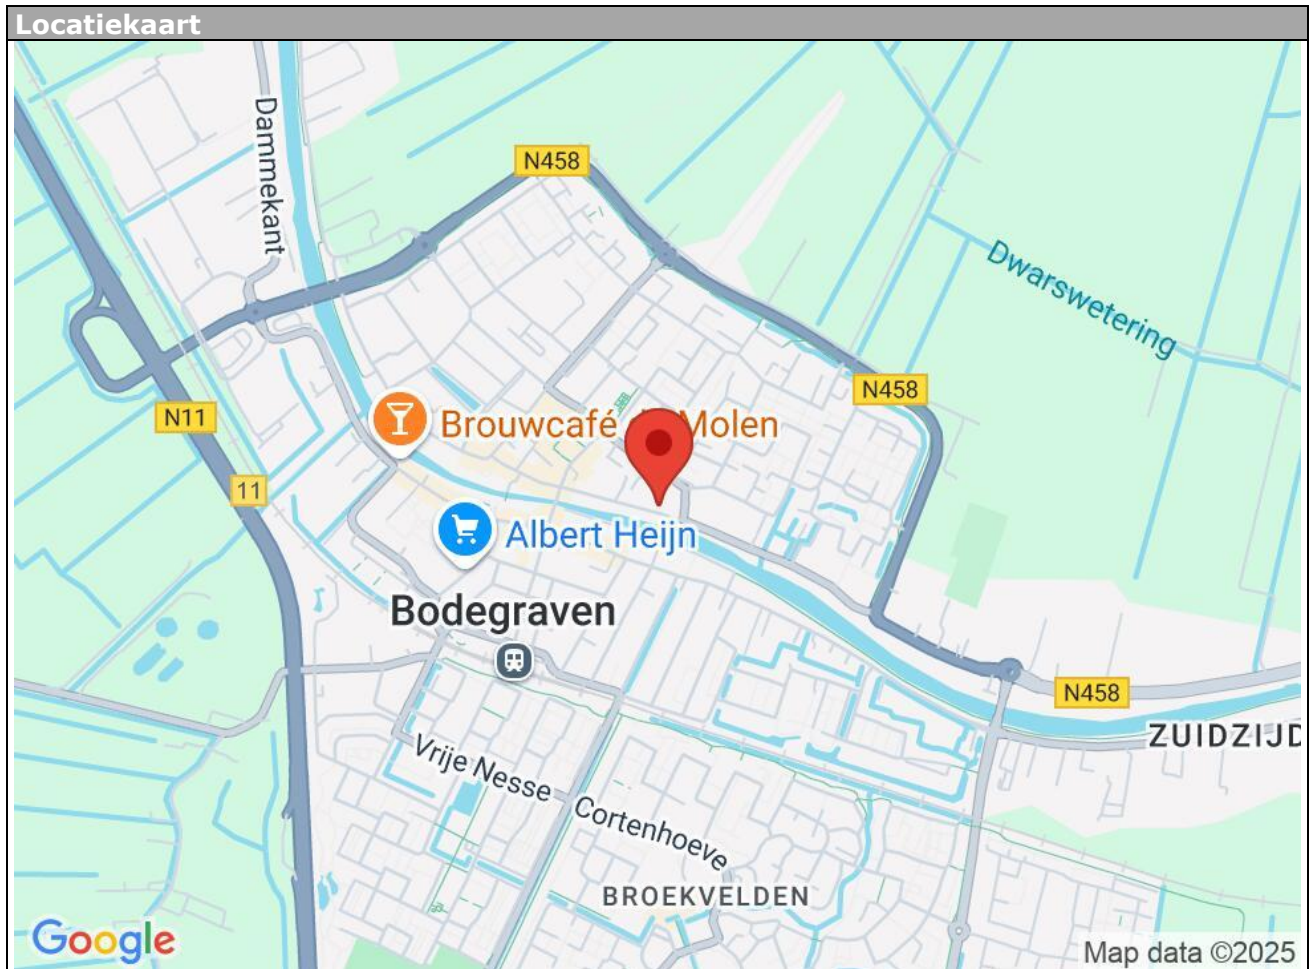 Locatiekaart
Dammekant
N458
Dwarswetering
N458
N11
Brouwcafé de Molen
11
Albert Heijn
Bodegraven
N458
ZUIDZIJD
Vrije Nesse
Cortenhoeve
BROEKVELDEN
Google
Map data ©2025